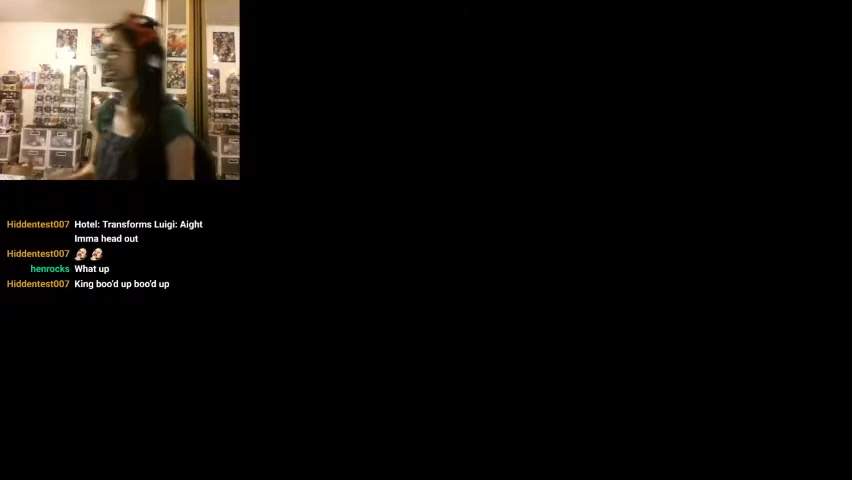 Hiddentest007 Hotel: Transforms Luigi: Aight
Imma head out
Hiddentest007
henrocks What up
Hiddentest007 King boo'd up boo'd up